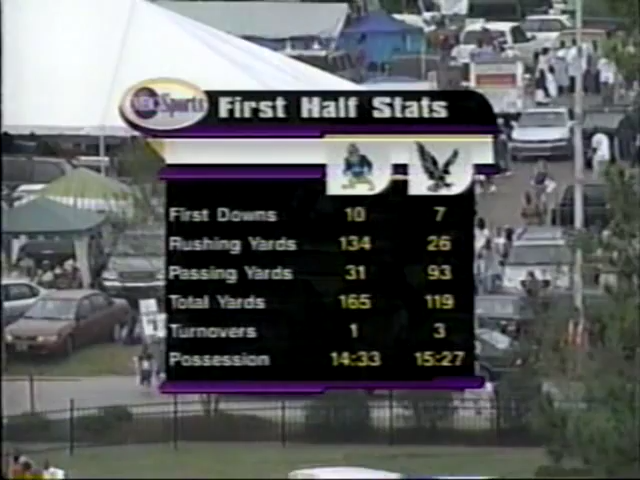 NBC Sports First Half Stats
First Downs 10 7
Rushing Yards 134 26
Passing Yards 31 93
Total Yards 165 119
Turnovers 1 3
Possession 14:33 15:27